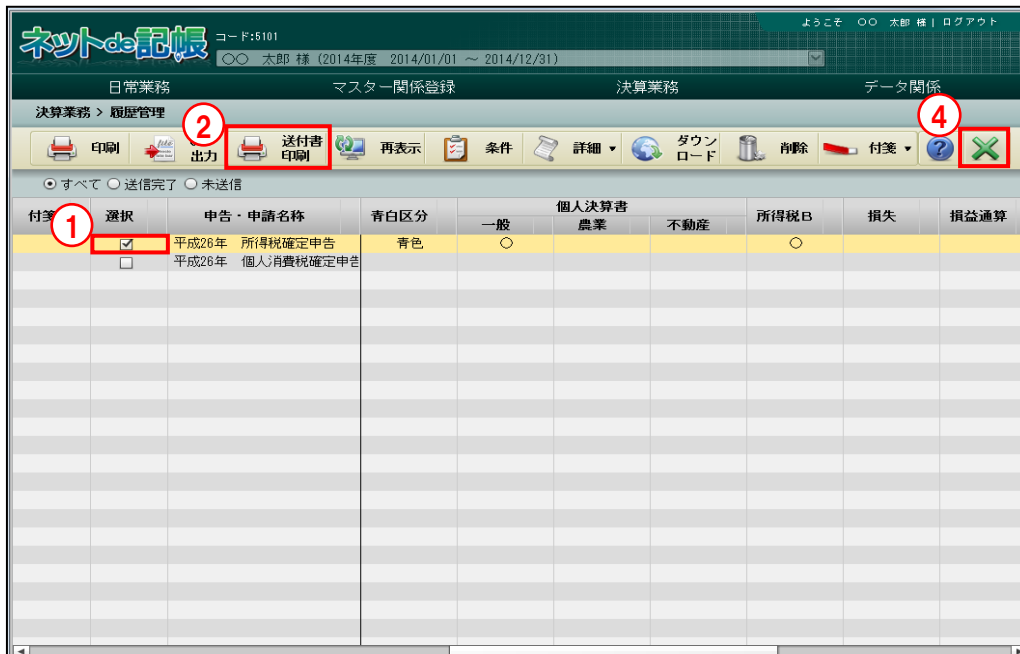 ようこそ 〇〇 太郎 様 | ログアウト
ネットde記帳 コード:5101
〇〇 太郎 様 (2014年度 2014/01/01 ～ 2014/12/31)
日常業務 マスター関係登録 決算業務 データ関係
決算業務 > 履歴管理
② ④
印刷 出力 送付書印刷 再表示 条件 詳細 ▼ ダウンロード 削除 付箋 ▼ ?
すべて 送信完了 未送信
①
付箋 選択 申告・申請名称 青白区分 個人決算書 所得税B 損失 損益通算
一般 農業 不動産
平成26年 所得税確定申告 青色 〇 〇
平成26年 個人消費税確定申告